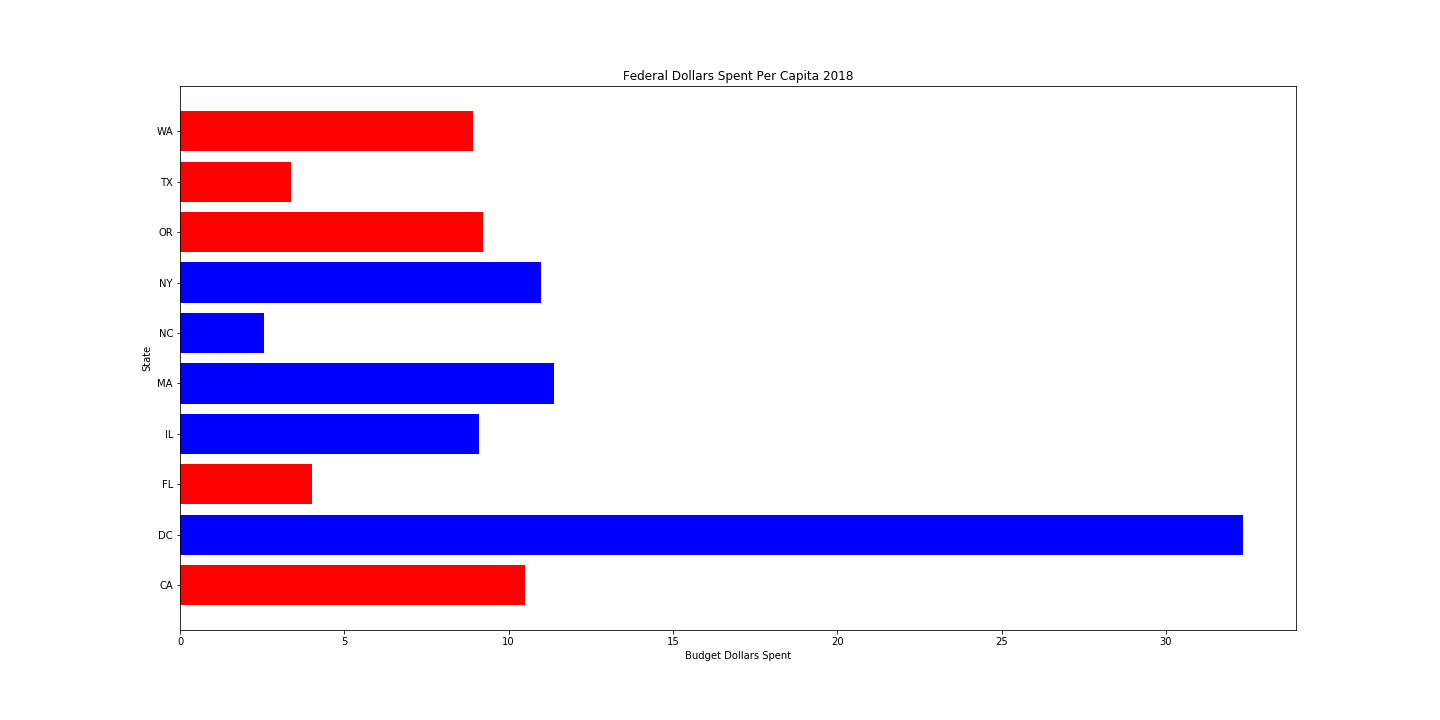 Federal Dollars Spent Per Capita 2018
WA
TX
OR
NY
NC
MA
IL
FL
DC
CA
State
0 5 10 15 20 25 30
Budget Dollars Spent